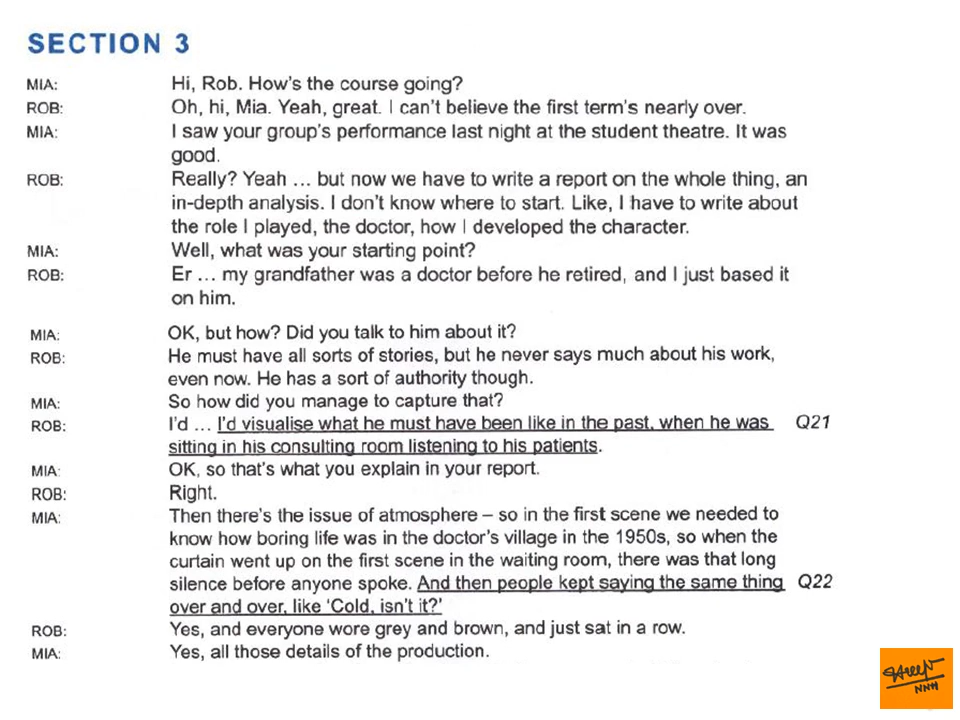 SECTION 3
MIA: Hi, Rob. How's the course going?
ROB: Oh, hi, Mia. Yeah, great. I can't believe the first term's nearly over.
MIA: I saw your group's performance last night at the student theatre. It was
good.
ROB: Really? Yeah ... but now we have to write a report on the whole thing, an
in-depth analysis. I don't know where to start. Like, I have to write about
the role I played, the doctor, how I developed the character.
MIA: Well, what was your starting point?
ROB: Er ... my grandfather was a doctor before he retired, and I just based it
on him.
MIA: OK, but how? Did you talk to him about it?
ROB: He must have all sorts of stories, but he never says much about his work,
even now. He has a sort of authority though.
MIA: So how did you manage to capture that?
ROB: I'd ... I'd visualise what he must have been like in the past, when he was Q21
sitting in his consulting room listening to his patients.
MIA: OK, so that's what you explain in your report.
ROB: Right.
MIA: Then there's the issue of atmosphere – so in the first scene we needed to
know how boring life was in the doctor's village in the 1950s, so when the
curtain went up on the first scene in the waiting room, there was that long
silence before anyone spoke. And then people kept saying the same thing Q22
over and over, like 'Cold, isn't it?'
ROB: Yes, and everyone wore grey and brown, and just sat in a row.
MIA: Yes, all those details of the production.
NNH